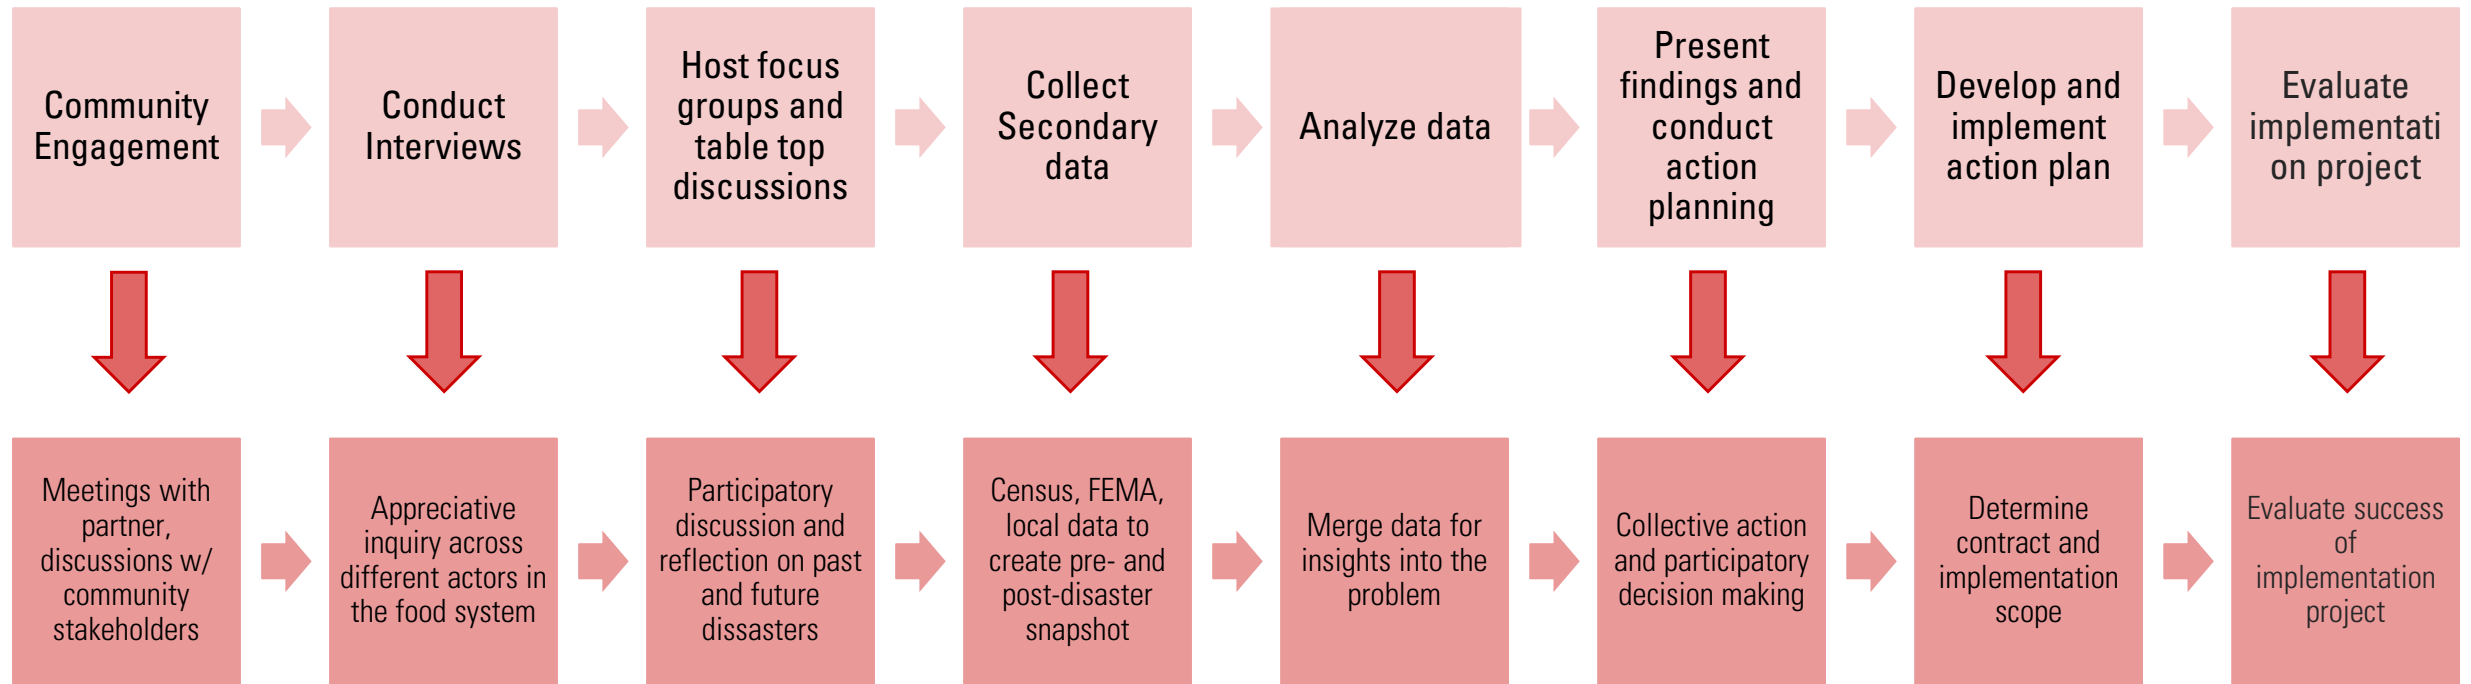 Community
Engagement
Conduct
Interviews
Host focus
groups and
table top
discussions
Collect
Secondary
data
Analyze data
Present
findings and
conduct
action
planning
Develop and
implement
action plan
Evaluate
implementati
on project
Meetings with
partner,
discussions w/
community
stakeholders
Appreciative
inquiry across
different actors in
the food system
Participatory
discussion and
reflection on past
and future
dissasters
Census, FEMA,
local data to
create pre- and
post-disaster
snapshot
Merge data for
insights into the
problem
Collective action
and participatory
decision making
Determine
contract and
implementation
scope
Evaluate success
of
implementation
project